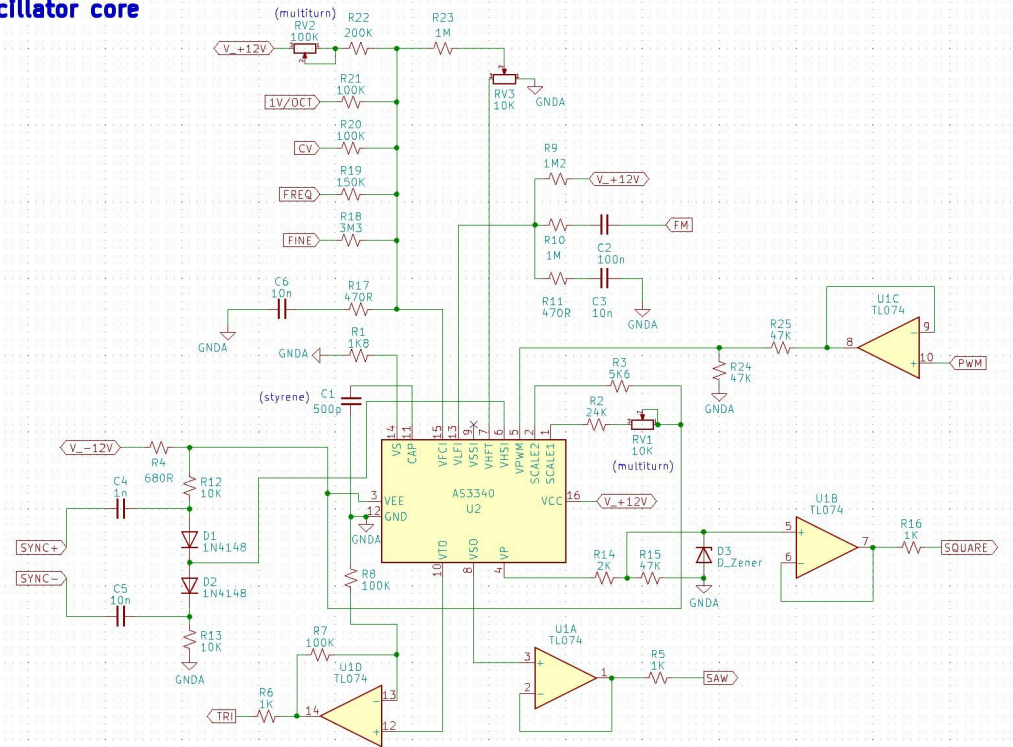 cillator core
(multiturn)
RV2
100K
R22
200K
R23
1M
V_+12V
3
1
2
2
3
1
RV3
10K
GNDA
R21
100K
1V/OCT
R20
100K
CV
R19
150K
FREQ
R18
3M3
FINE
R9
1M2
V_+12V
R10
1M
C2
100n
FM
R11
470R
C3
10n
GNDA
C6
10n
R17
470R
GNDA
R1
1K8
GNDA
U1C
TL074
8
9
10
PWM
R25
47K
R24
47K
GNDA
R3
5K6
R2
24K
RV1
10K
(multiturn)
(styrene)
C1
500p
14
11
15
13
9
7
6
5
2
1
VS
CAP
VFCI
VLFI
VSSI
VHFT
VHSI
VPWM
SCALE2
SCALE1
V_-12V
R4
680R
R12
10K
C4
1n
SYNC+
D1
1N4148
SYNC-
D2
1N4148
C5
10n
R13
10K
GNDA
3
VEE
12
GND
GNDA
AS3340
U2
VCC
16
V_+12V
VTO
VSO
VP
10
8
4
R14
2K
R15
47K
D3
D_Zener
GNDA
U1B
TL074
5
6
7
R16
1K
SQUARE
R8
100K
R7
100K
U1D
TL074
14
13
12
R6
1K
TRI
U1A
TL074
3
2
1
R5
1K
SAW